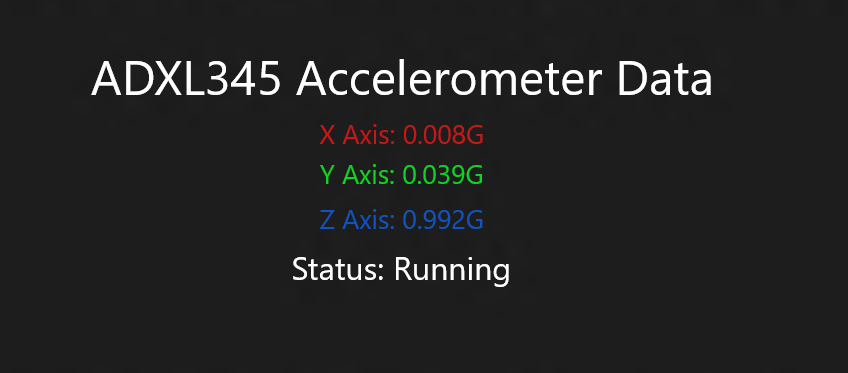 ADXL345 Accelerometer Data
X Axis: 0.008G
Y Axis: 0.039G
Z Axis: 0.992G
Status: Running